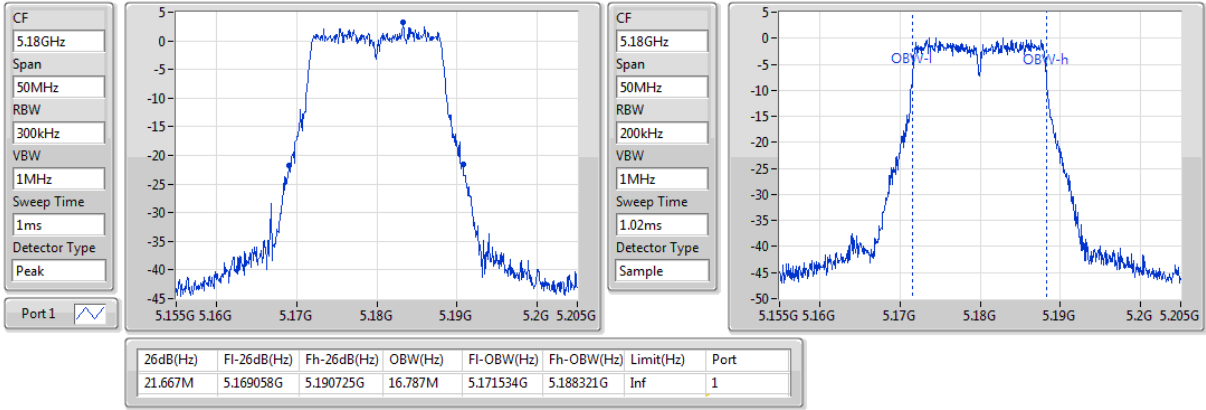 CF
5.18GHz
Span
50MHz
RBW
300kHz
VBW
1MHz
Sweep Time
1ms
Detector Type
Peak
Port 1
5
0
-5
-10
-15
-20
-25
-30
-35
-40
-45
5.155G 5.16G 5.17G 5.18G 5.19G 5.2G 5.205G
CF
5.18GHz
Span
50MHz
RBW
200kHz
VBW
1MHz
Sweep Time
1.02ms
Detector Type
Sample
5
0
-5
-10
-15
-20
-25
-30
-35
-40
-45
-50
OBW-l OBW-h
5.155G 5.16G 5.17G 5.18G 5.19G 5.2G 5.205G
26dB(Hz) Fl-26dB(Hz) Fh-26dB(Hz) OBW(Hz) Fl-OBW(Hz) Fh-OBW(Hz) Limit(Hz) Port
21.667M 5.169058G 5.190725G 16.787M 5.171534G 5.188321G Inf 1